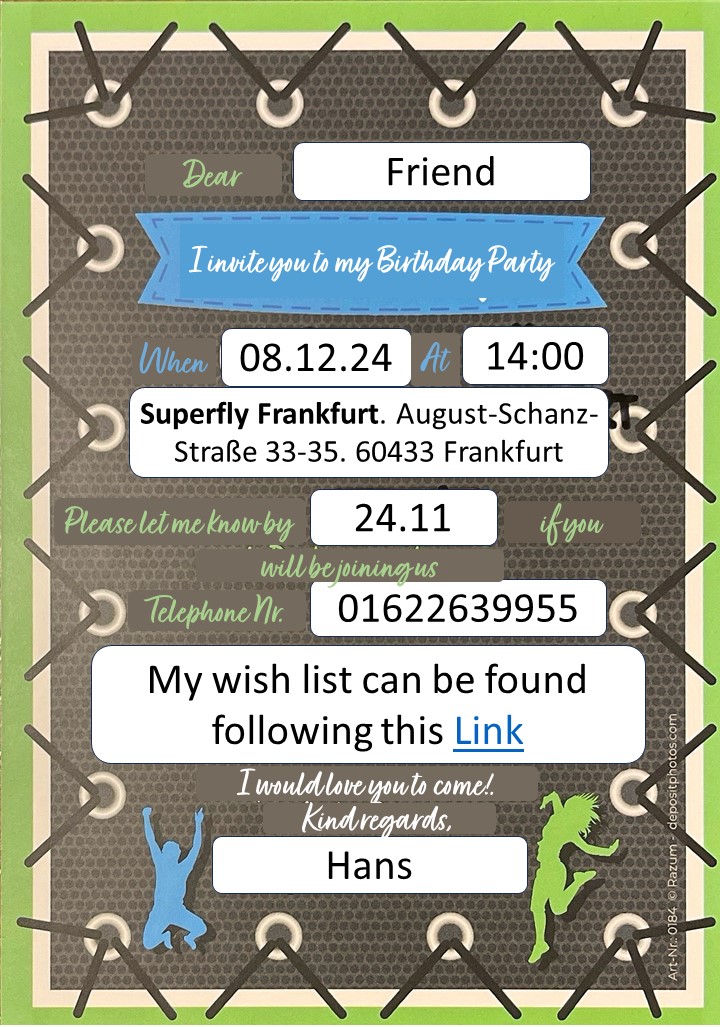 Dear Friend
I invite you to my Birthday Party
When 08.12.24 At 14:00
Superfly Frankfurt. August-Schanz-
Straße 33-35. 60433 Frankfurt
Please let me know by 24.11 if you
will be joining us
Telephone Nr. 01622639955
My wish list can be found
following this Link
I would love you to come!.
Kind regards,
Hans
Art-Nr.: 0184 © Razum - depositphotos.com